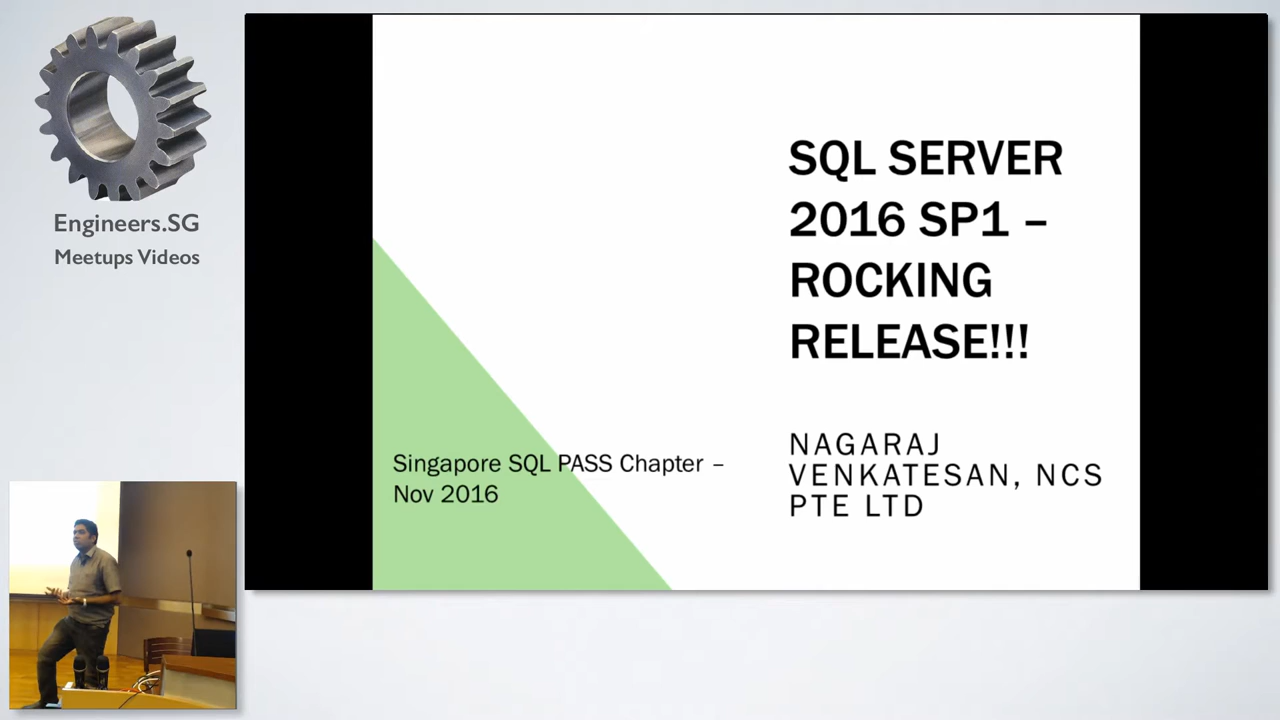 Engineers.SG
Meetups Videos
SQL SERVER
2016 SP1 –
ROCKING
RELEASE!!!
NAGARAJ
VENKATESAN, NCS
PTE LTD
Singapore SQL PASS Chapter –
Nov 2016